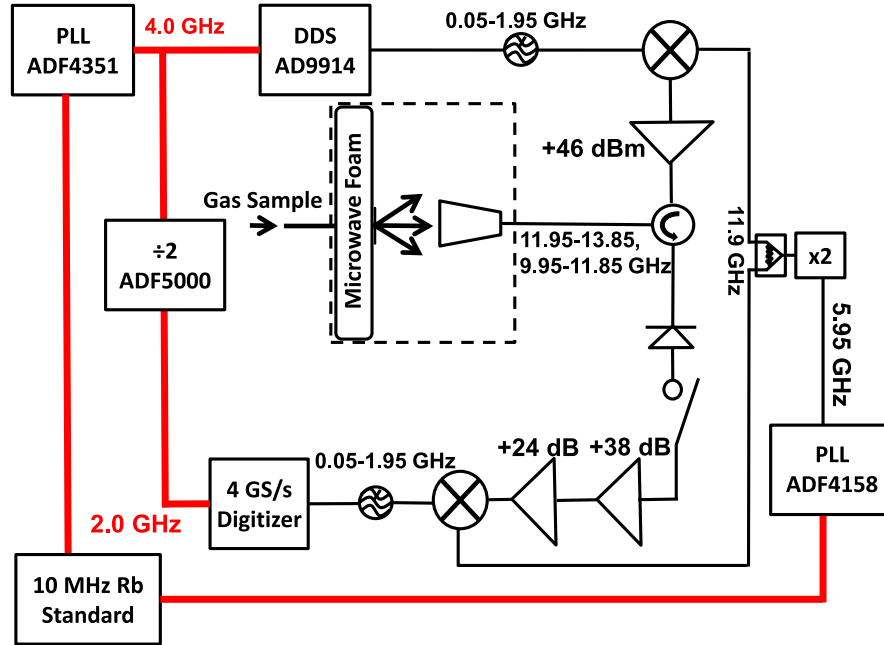 PLL
ADF4351
4.0 GHz
DDS
AD9914
0.05-1.95 GHz
+46 dBm
Gas Sample
Microwave Foam
11.95-13.85,
9.95-11.85 GHz
11.9 GHz
x2
÷2
ADF5000
5.95 GHz
+24 dB
+38 dB
0.05-1.95 GHz
4 GS/s
Digitizer
PLL
ADF4158
2.0 GHz
10 MHz Rb
Standard